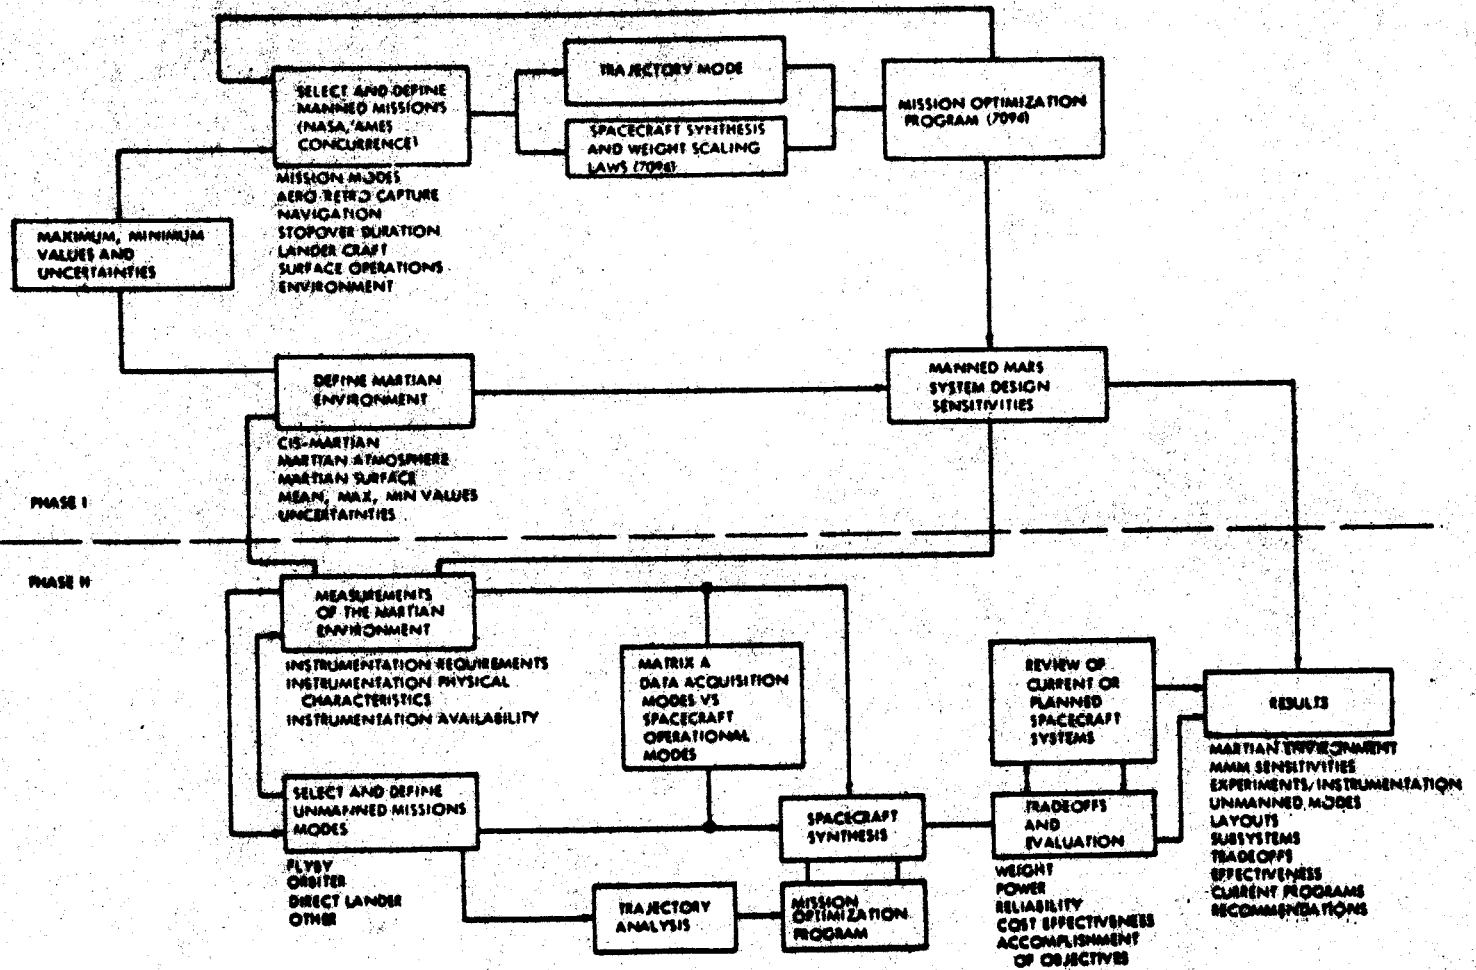 SELECT AND DEFINE
MANNED MISSIONS
(NASA, AMES
CONCURRENCE)
MISSION MODES
AERO RETRO CAPTURE
NAVIGATION
STOPOVER DURATION
LANDER CRAFT
SURFACE OPERATIONS
ENVIRONMENT
TRAJECTORY MODE
SPACECRAFT SYNTHESIS
AND WEIGHT SCALING
LAWS (7094)
MISSION OPTIMIZATION
PROGRAM (7094)
MAXIMUM, MINIMUM
VALUES AND
UNCERTAINTIES
DEFINE MARTIAN
ENVIRONMENT
CIS-MARTIAN
MARTIAN ATMOSPHERE
MARTIAN SURFACE
MEAN, MAX, MIN VALUES
UNCERTAINTIES
MANNED MARS
SYSTEM DESIGN
SENSITIVITIES
PHASE I
PHASE II
MEASUREMENTS
OF THE MARTIAN
ENVIRONMENT
INSTRUMENTATION REQUIREMENTS
INSTRUMENTATION PHYSICAL
CHARACTERISTICS
INSTRUMENTATION AVAILABILITY
SELECT AND DEFINE
UNMANNED MISSIONS
MODES
FLYBY
ORBITER
DIRECT LANDER
OTHER
MATRIX A
DATA ACQUISITION
MODES VS
SPACECRAFT
OPERATIONAL
MODES
TRAJECTORY
ANALYSIS
SPACECRAFT
SYNTHESIS
MISSION
OPTIMIZATION
PROGRAM
REVIEW OF
CURRENT OR
PLANNED
SPACECRAFT
SYSTEMS
TRADEOFFS
AND
EVALUATION
WEIGHT
POWER
RELIABILITY
COST EFFECTIVENESS
ACCOMPLISHMENT
OF OBJECTIVES
RESULTS
MARTIAN ENVIRONMENT
MMM SENSITIVITIES
EXPERIMENTS/INSTRUMENTATION
UNMANNED MODES
LAYOUTS
SUBSYSTEMS
TRADEOFFS
EFFECTIVENESS
CURRENT PROGRAMS
RECOMMENDATIONS